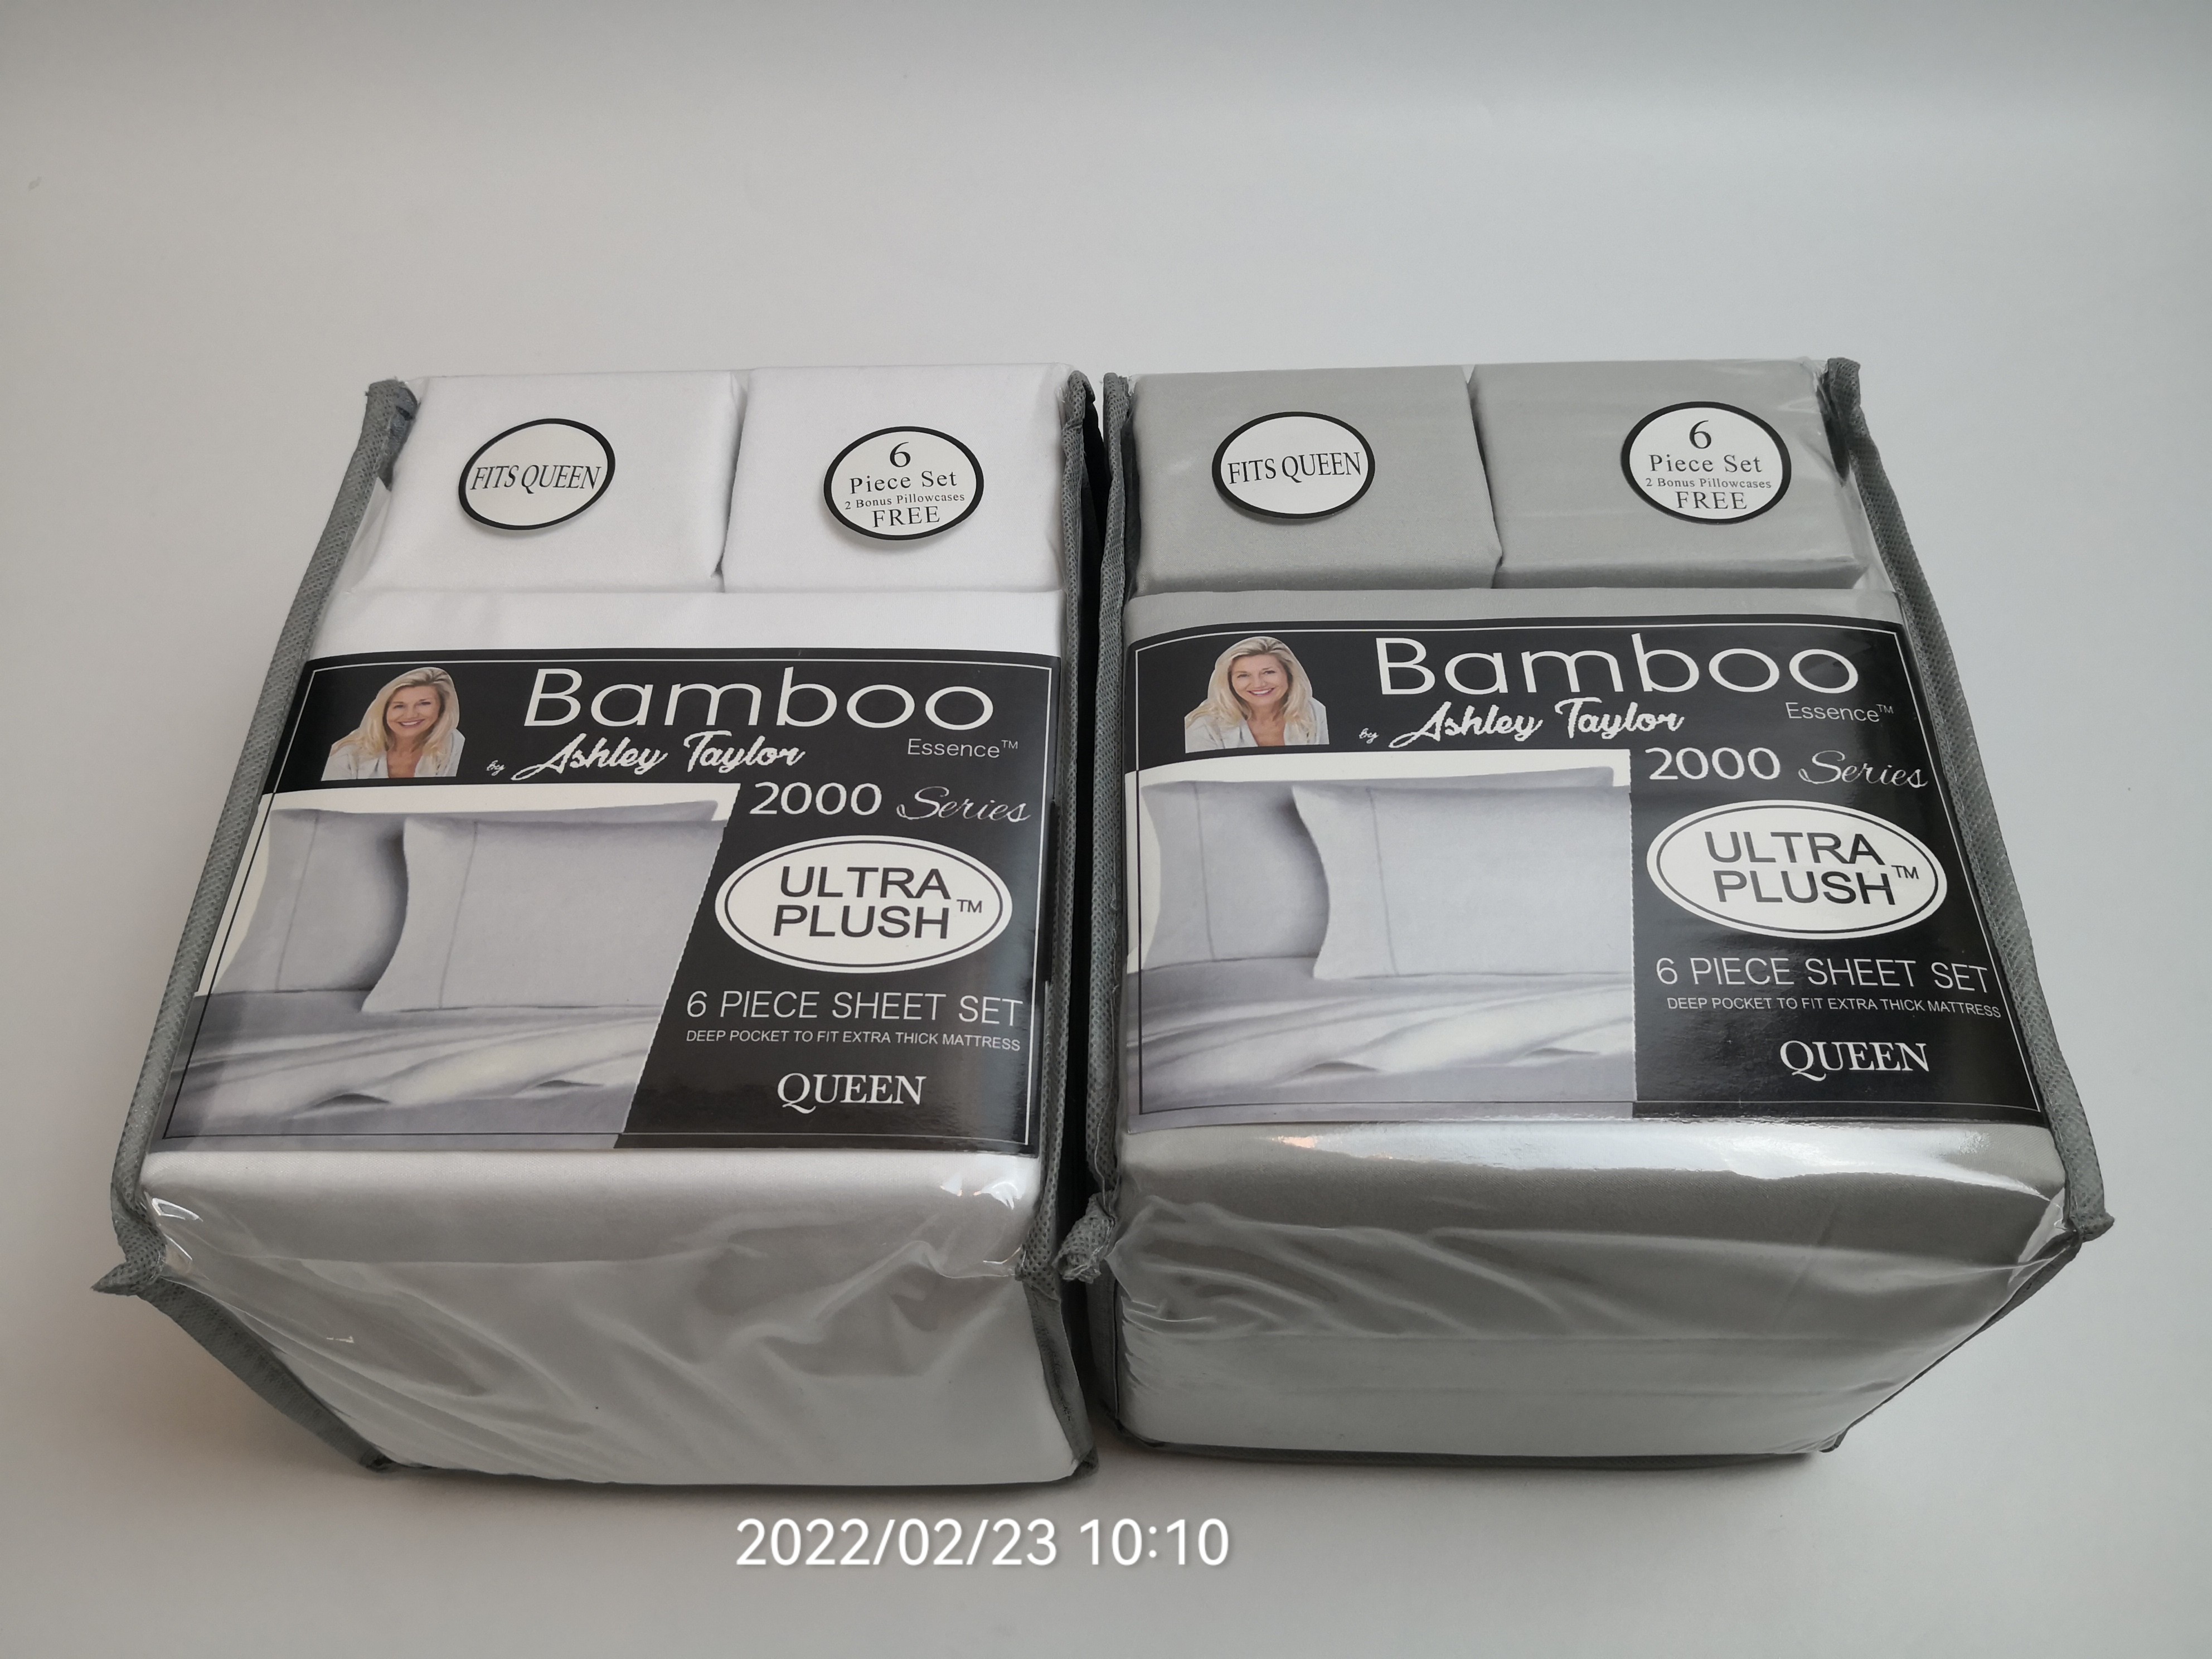 FITS QUEEN
6
Piece Set
2 Bonus Pillowcases
FREE
Bamboo
Essence™
by Ashley Taylor
2000 Series
ULTRA
PLUSH™
6 PIECE SHEET SET
DEEP POCKET TO FIT EXTRA THICK MATTRESS
QUEEN
FITS QUEEN
6
Piece Set
2 Bonus Pillowcases
FREE
Bamboo
Essence™
by Ashley Taylor
2000 Series
ULTRA
PLUSH™
6 PIECE SHEET SET
DEEP POCKET TO FIT EXTRA THICK MATTRESS
QUEEN
2022/02/23 10:10